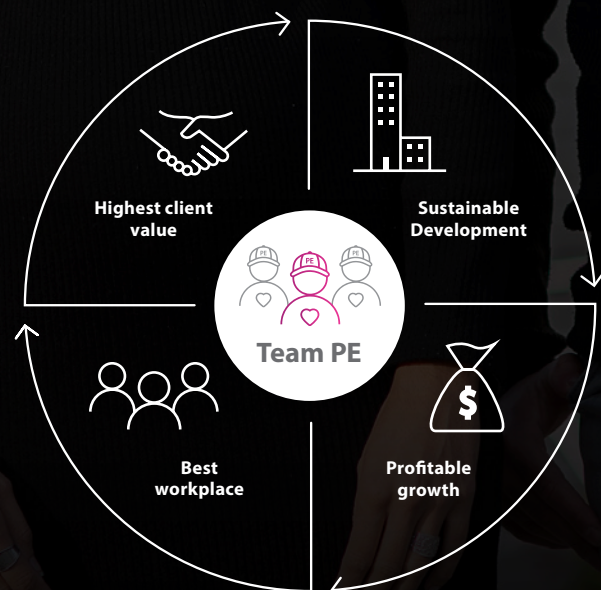 Highest client
value
Sustainable
Development
PE
PE
PE
Team PE
Best
workplace
Profitable
growth
$